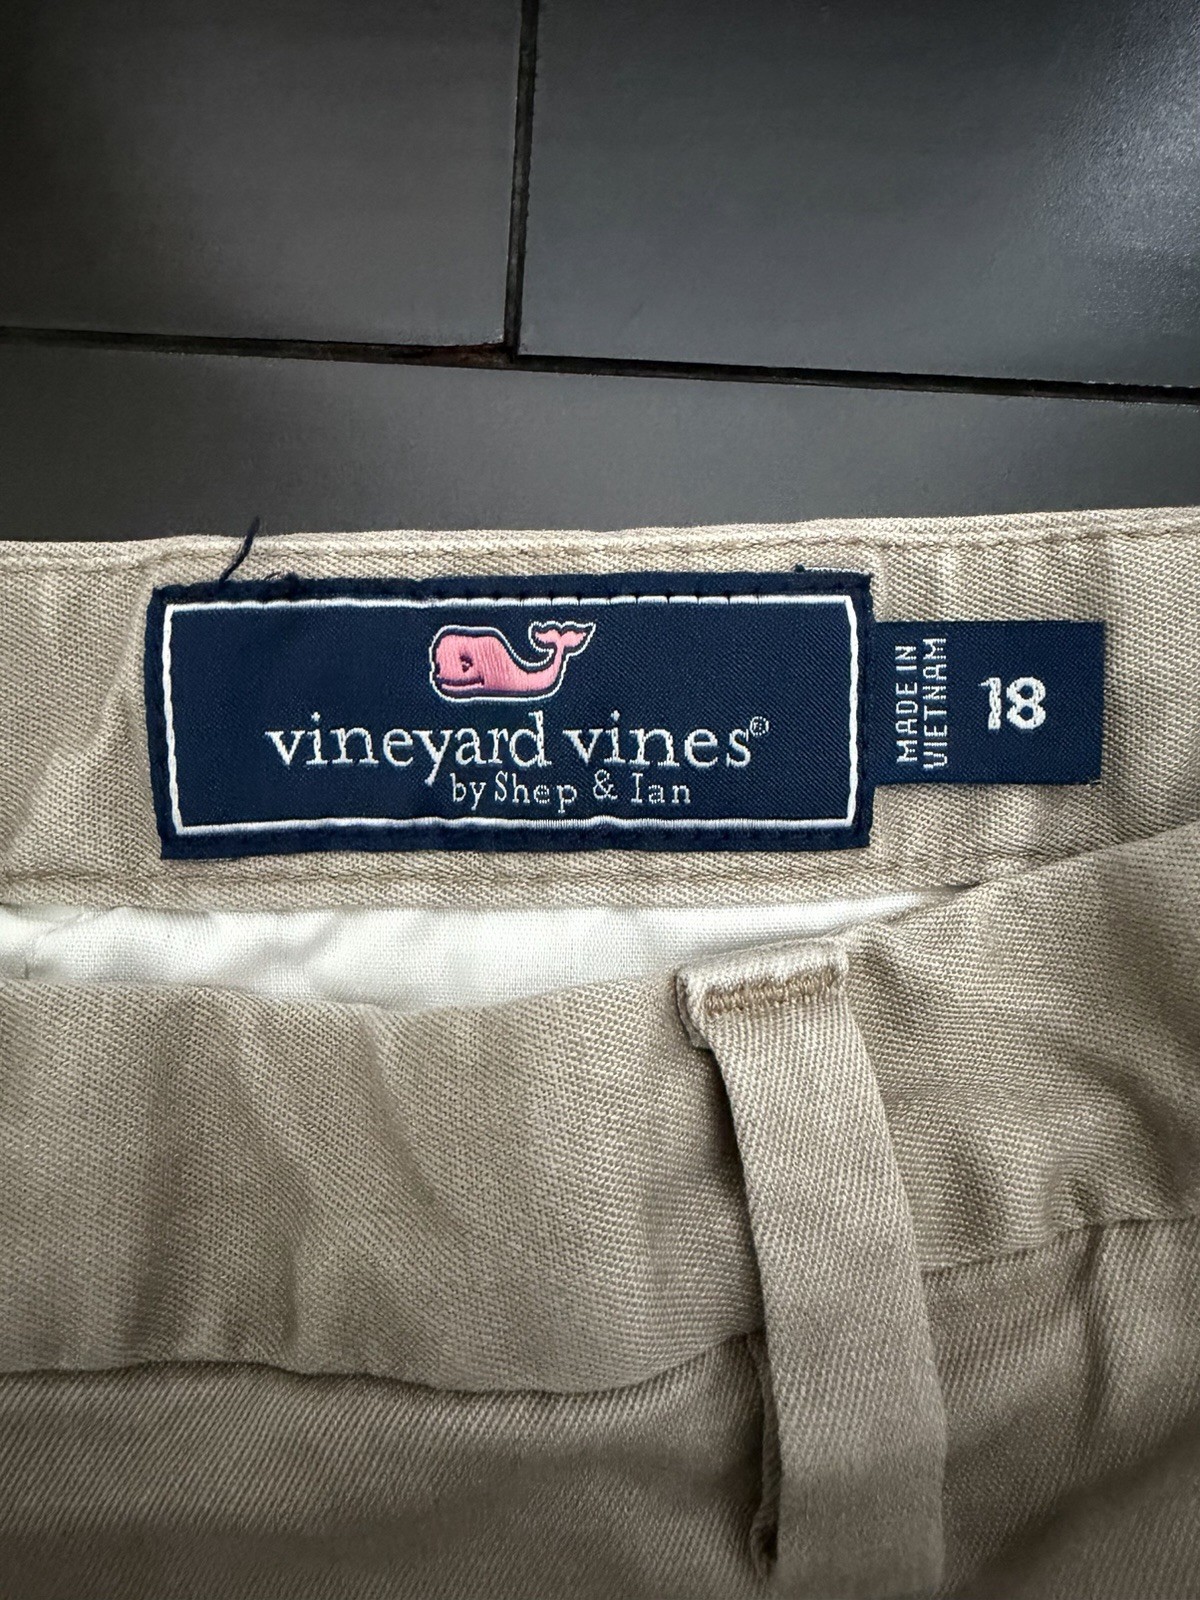 vineyard vines®
by Shep & Ian
MADE IN
VIETNAM
18